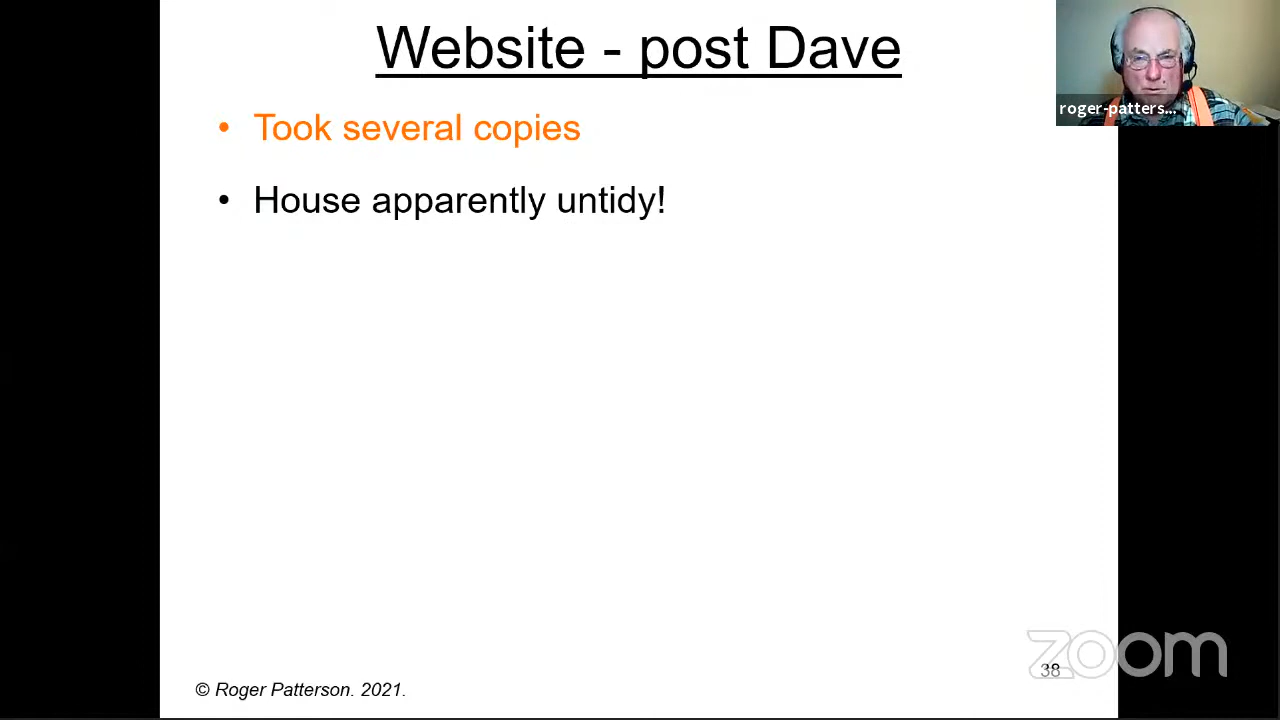 Website - post Dave
roger-patters...
• Took several copies
• House apparently untidy!
zoom
38
© Roger Patterson. 2021.